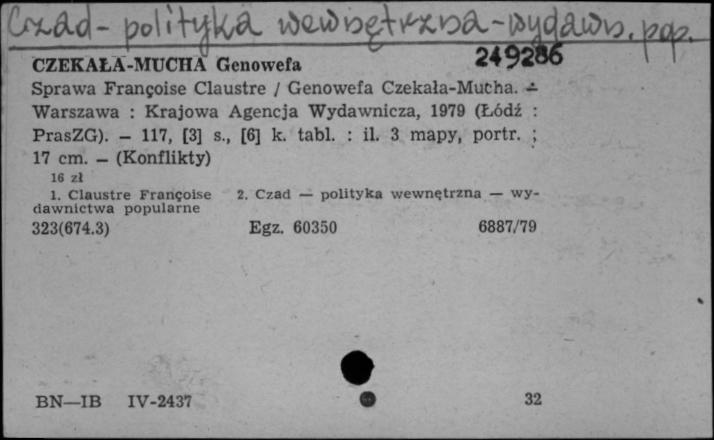 Czad - polityka wewnętrzna - wydawn. pop.
249286
CZEKAŁA-MUCHA Genowefa
Sprawa Françoise Claustre / Genowefa Czekała-Mucha. —
Warszawa : Krajowa Agencja Wydawnicza, 1979 (Łódź :
PrasZG). — 117, [3] s., [6] k. tabl. : il. 3 mapy, portr. ;
17 cm. — (Konflikty)
16 zł
1. Claustre Françoise 2. Czad — polityka wewnętrzna — wy-
dawnictwa popularne
323(674.3) Egz. 60350 6887/79
BN—IB IV-2437 32